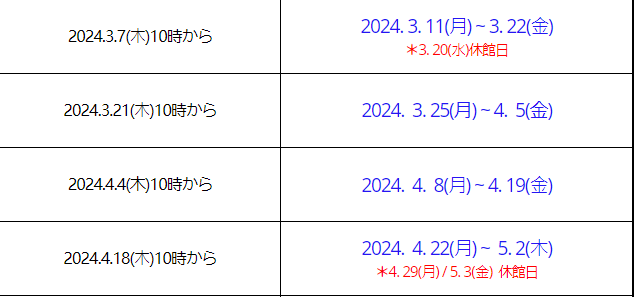 2024.3.7(木)10時から
2024. 3. 11(月) ~ 3. 22(金)
＊3. 20(水)休館日
2024.3.21(木)10時から
2024. 3. 25(月) ~ 4. 5(金)
2024.4.4(木)10時から
2024. 4. 8(月) ~ 4. 19(金)
2024.4.18(木)10時から
2024. 4. 22(月) ~ 5. 2(木)
＊4. 29(月) / 5. 3(金) 休館日